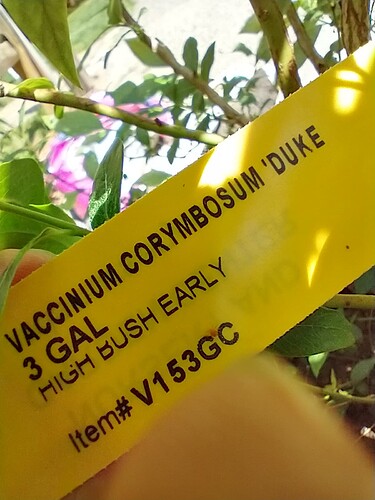 VACCINIUM CORYMBOSUM 'DUKE
3 GAL
HIGH BUSH EARLY
Item# V153GC